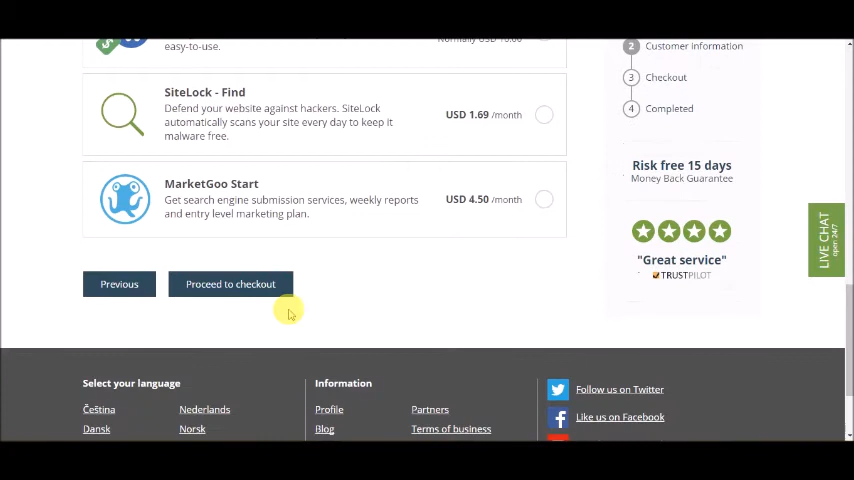 easy-to-use.
Normally USD 10.00
2 Customer Information
SiteLock - Find
Defend your website against hackers. SiteLock
automatically scans your site every day to keep it
malware free.
USD 1.69 /month
3 Checkout
4 Completed
MarketGoo Start
Get search engine submission services, weekly reports
and entry level marketing plan.
USD 4.50 /month
Risk free 15 days
Money Back Guarantee
"Great service"
TRUSTPILOT
LIVE CHAT
open 24/7
Previous
Proceed to checkout
Select your language
Čeština
Nederlands
Dansk
Norsk
Information
Profile
Partners
Blog
Terms of business
Follow us on Twitter
Like us on Facebook